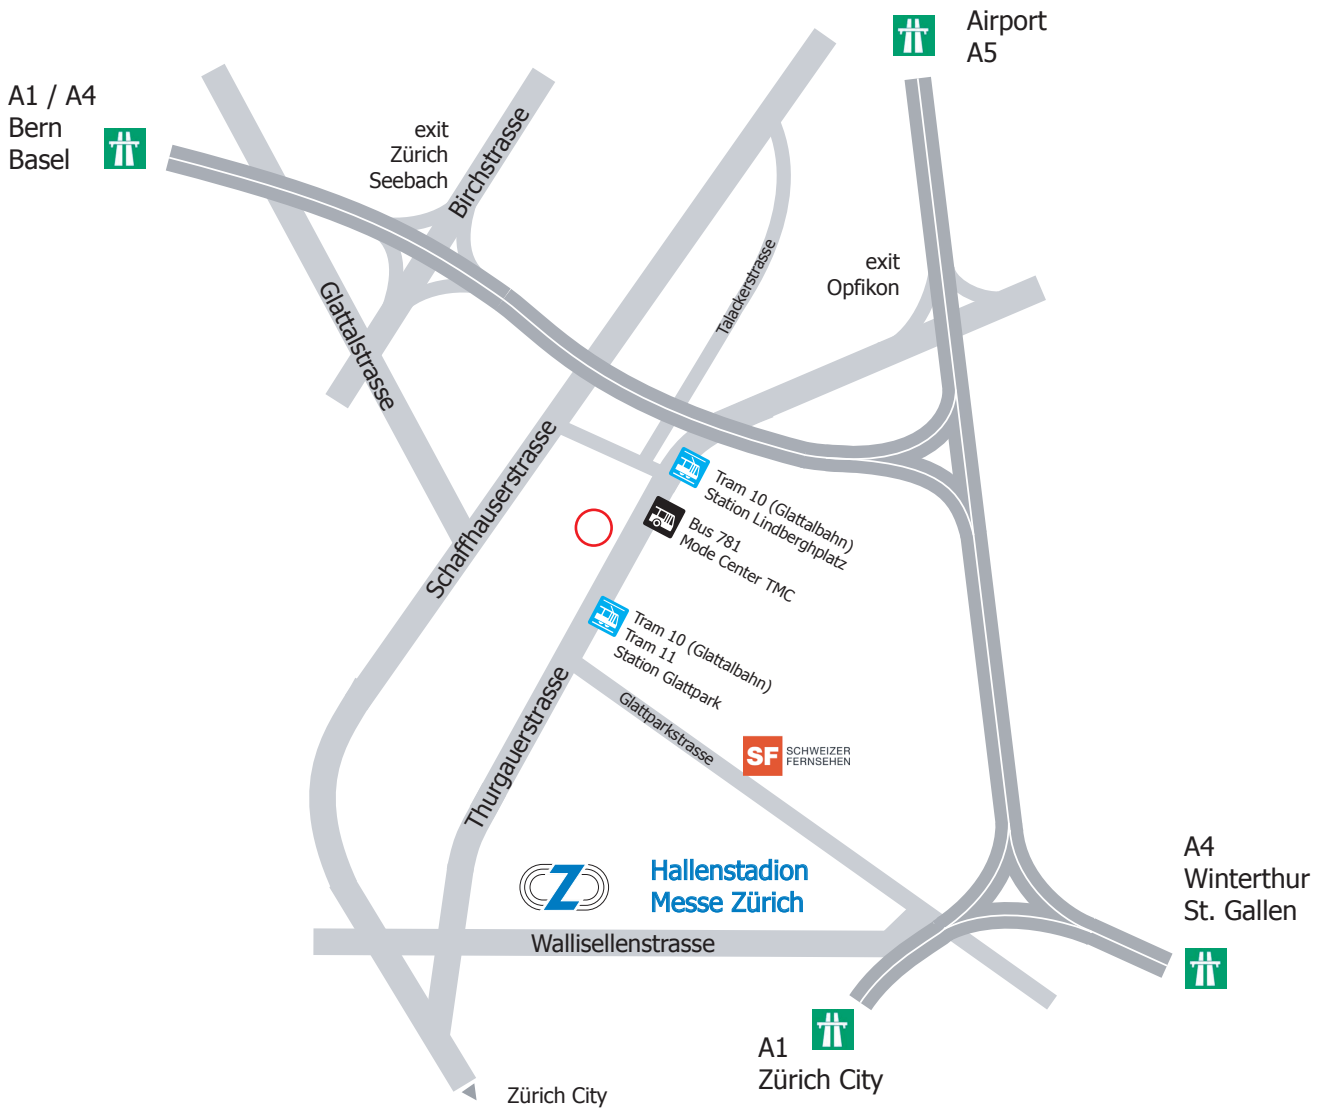 Airport
A5
A1 / A4
Bern
Basel
exit
Zürich
Seebach
Birchstrasse
Talackerstrasse
exit
Opfikon
Glattalstrasse
Schaffhauserstrasse
Tram 10 (Glattalbahn)
Station Lindberghplatz
Bus 781
Mode Center TMC
Tram 10 (Glattalbahn)
Tram 11
Station Glattpark
Thurgauerstrasse
Glattparkstrasse
SF SCHWEIZER
FERNSEHEN
Z
Hallenstadion
Messe Zürich
A4
Winterthur
St. Gallen
Wallisellenstrasse
A1
Zürich City
Zürich City